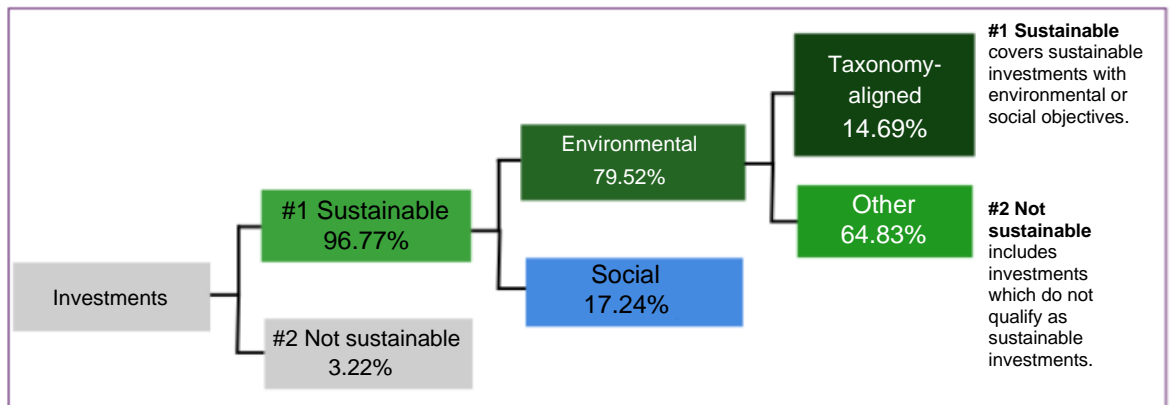 Investments
#1 Sustainable
96.77%
#2 Not sustainable
3.22%
Environmental
79.52%
Social
17.24%
Taxonomy-
aligned
14.69%
Other
64.83%
#1 Sustainable
covers sustainable
investments with
environmental or
social objectives.
#2 Not
sustainable
includes
investments
which do not
qualify as
sustainable
investments.